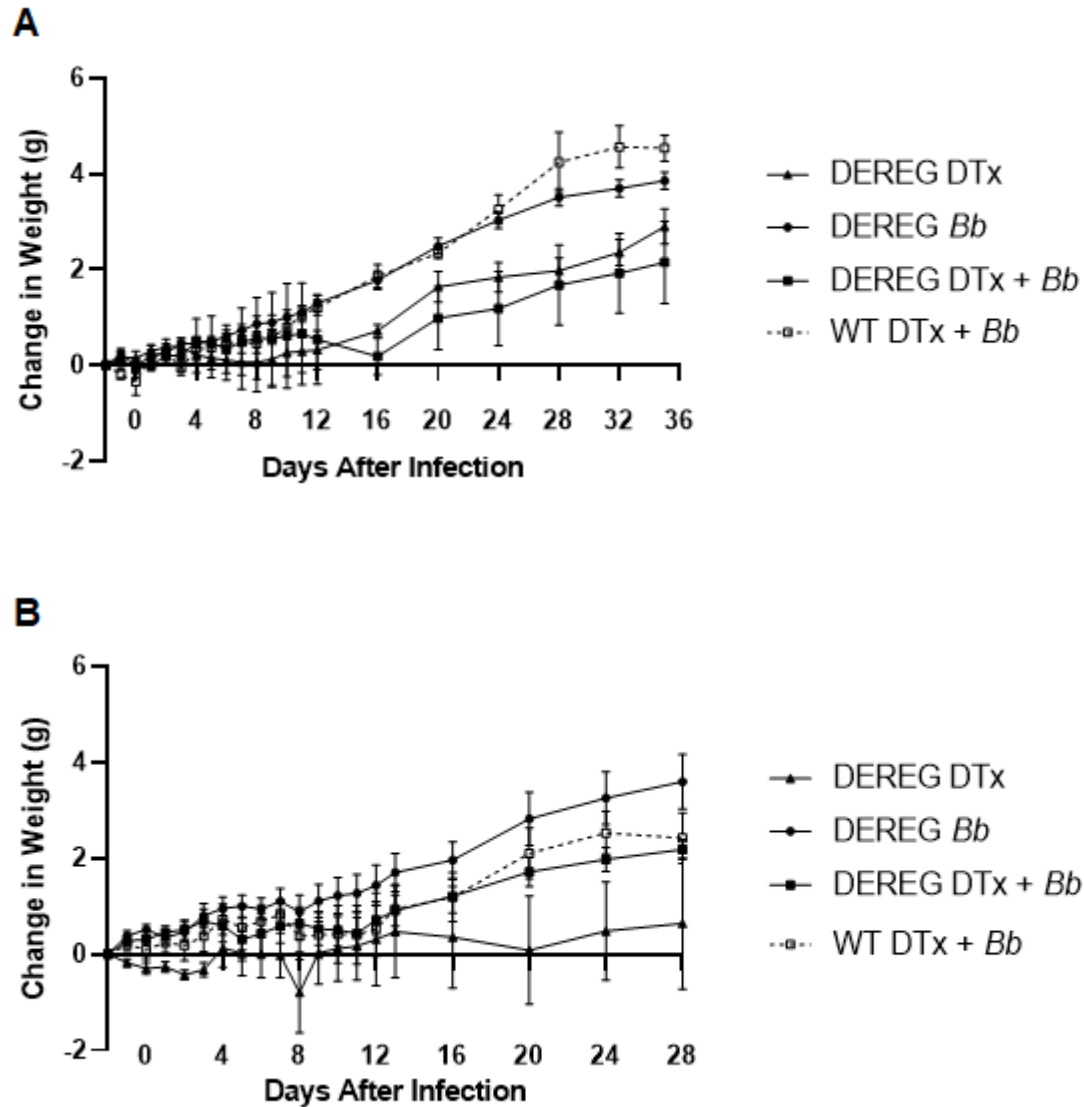 A
6
4
2
0
-2
Change in Weight (g)
0 4 8 12 16 20 24 28 32 36
Days After Infection
DEREG DTx
DEREG Bb
DEREG DTx + Bb
WT DTx + Bb
B
6
4
2
0
-2
Change in Weight (g)
0 4 8 12 16 20 24 28
Days After Infection
DEREG DTx
DEREG Bb
DEREG DTx + Bb
WT DTx + Bb